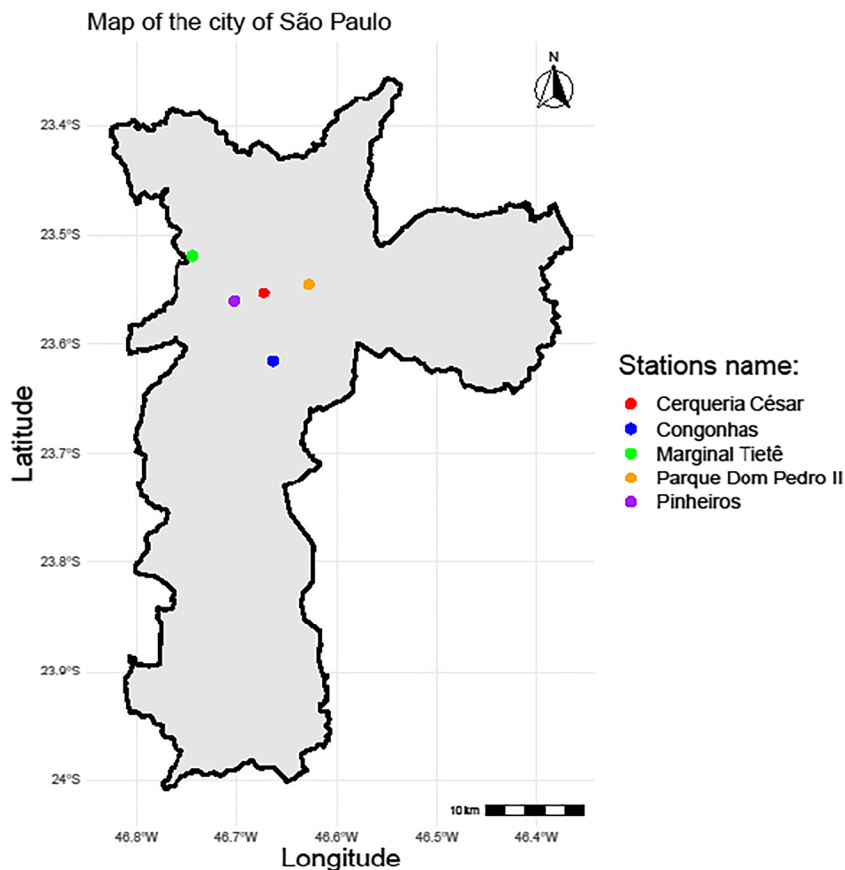 Map of the city of São Paulo
N
23.4°S
23.5°S
23.6°S
23.7°S
23.8°S
23.9°S
24°S
Latitude
46.8°W 46.7°W 46.6°W 46.5°W 46.4°W
Longitude
10 km
Stations name:
Cerqueria César
Congonhas
Marginal Tietê
Parque Dom Pedro II
Pinheiros